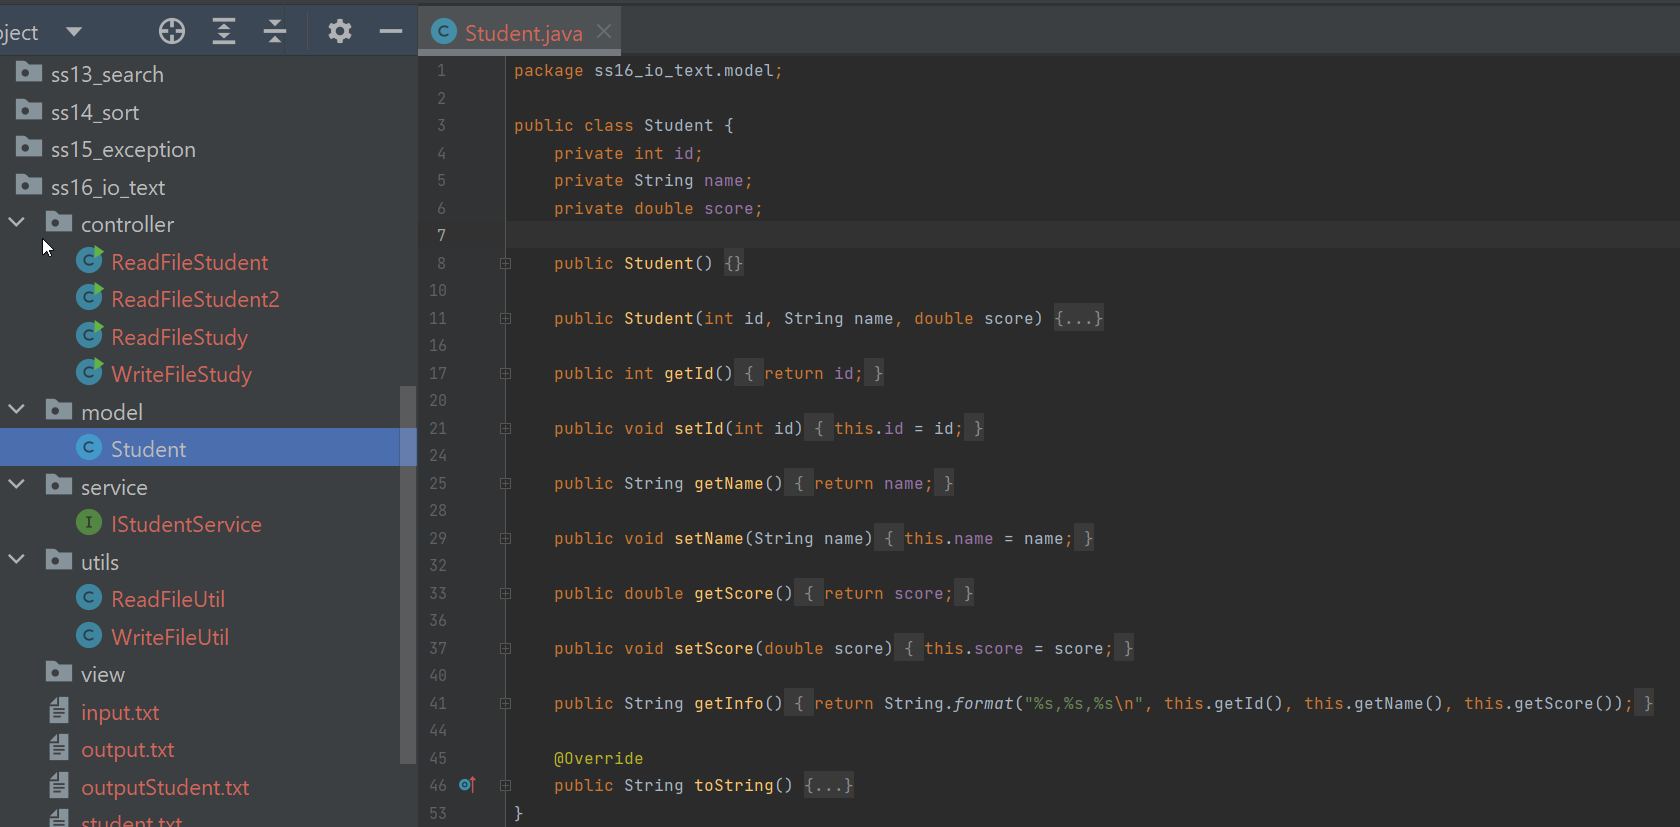 ject
ss13_search
ss14_sort
ss15_exception
ss16_io_text
controller
ReadFileStudent
ReadFileStudent2
ReadFileStudy
WriteFileStudy
model
Student
service
IStudentService
utils
ReadFileUtil
WriteFileUtil
view
input.txt
output.txt
outputStudent.txt
student.txt
Student.java
1 package ss16_io_text.model;
2
3 public class Student {
4 private int id;
5 private String name;
6 private double score;
7
8 public Student() {}
10
11 public Student(int id, String name, double score) {...}
16
17 public int getId() { return id; }
20
21 public void setId(int id) { this.id = id; }
24
25 public String getName() { return name; }
28
29 public void setName(String name) { this.name = name; }
32
33 public double getScore() { return score; }
36
37 public void setScore(double score) { this.score = score; }
40
41 public String getInfo() { return String.format("%s,%s,%s\n", this.getId(), this.getName(), this.getScore()); }
44
45 @Override
46 public String toString() {...}
53 }